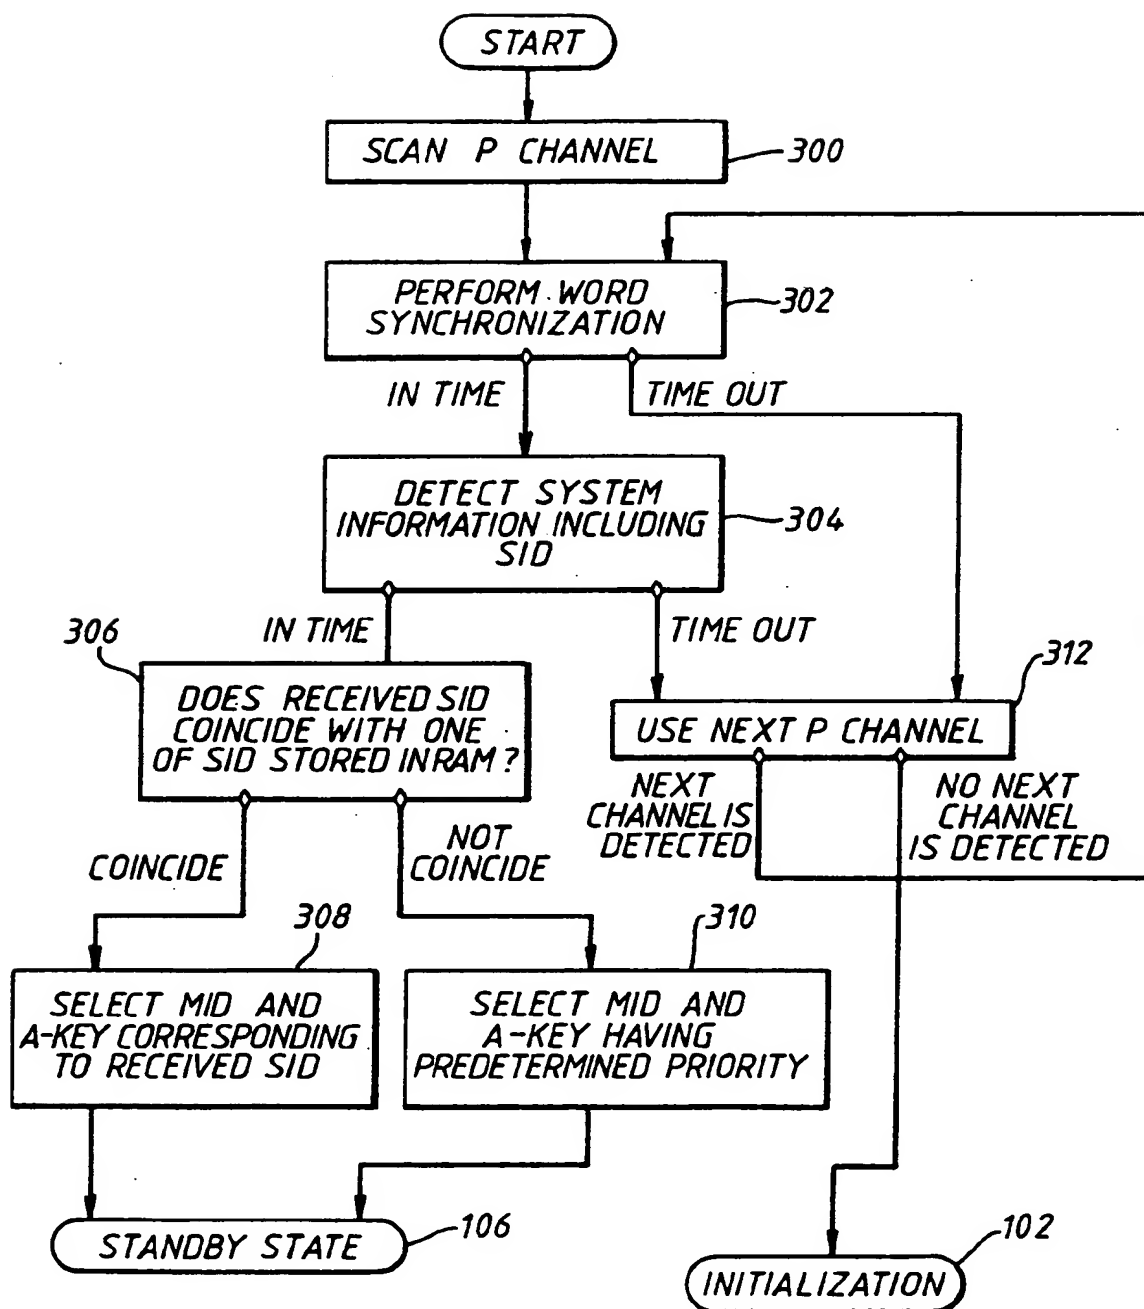 START
SCAN P CHANNEL
300
PERFORM WORD
SYNCHRONIZATION
302
IN TIME
TIME OUT
DETECT SYSTEM
INFORMATION INCLUDING
SID
304
IN TIME
TIME OUT
306
DOES RECEIVED SID
COINCIDE WITH ONE
OF SID STORED IN RAM ?
312
USE NEXT P CHANNEL
COINCIDE
NOT
COINCIDE
NEXT
CHANNEL IS
DETECTED
NO NEXT
CHANNEL
IS DETECTED
308
SELECT MID AND
A-KEY CORRESPONDING
TO RECEIVED SID
310
SELECT MID AND
A-KEY HAVING
PREDETERMINED PRIORITY
STANDBY STATE
106
INITIALIZATION
102